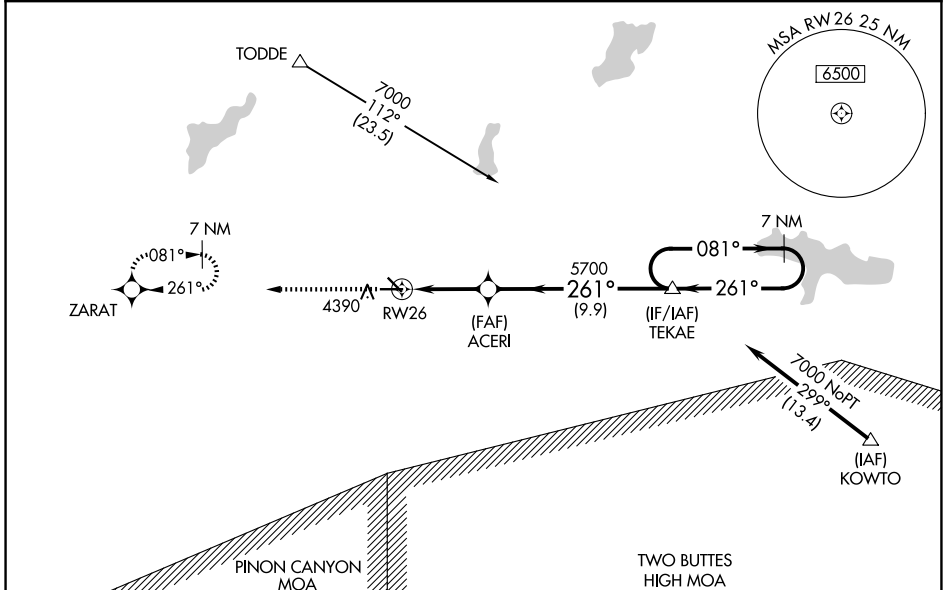 MSA RW 26 25 NM
6500
TODDE
7000
112°
(23.5)
7 NM
081°
261°
ZARAT
4390
RW26
(FAF)
ACERI
5700
261°
(9.9)
7 NM
081°
261°
(IF/IAF)
TEKAE
7000 NoPT
299°
(13.4)
(IAF)
KOWTO
PINON CANYON
MOA
TWO BUTTES
HIGH MOA